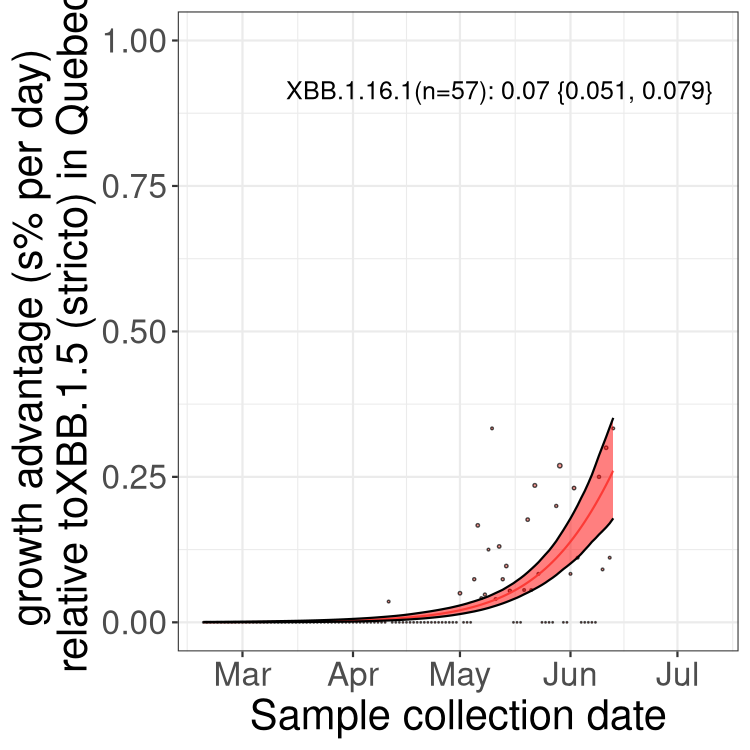 growth advantage (s% per day)
relative toXBB.1.5 (stricto) in Quebec
1.00
0.75
0.50
0.25
0.00
XBB.1.16.1(n=57): 0.07 {0.051, 0.079}
Mar Apr May Jun Jul
Sample collection date